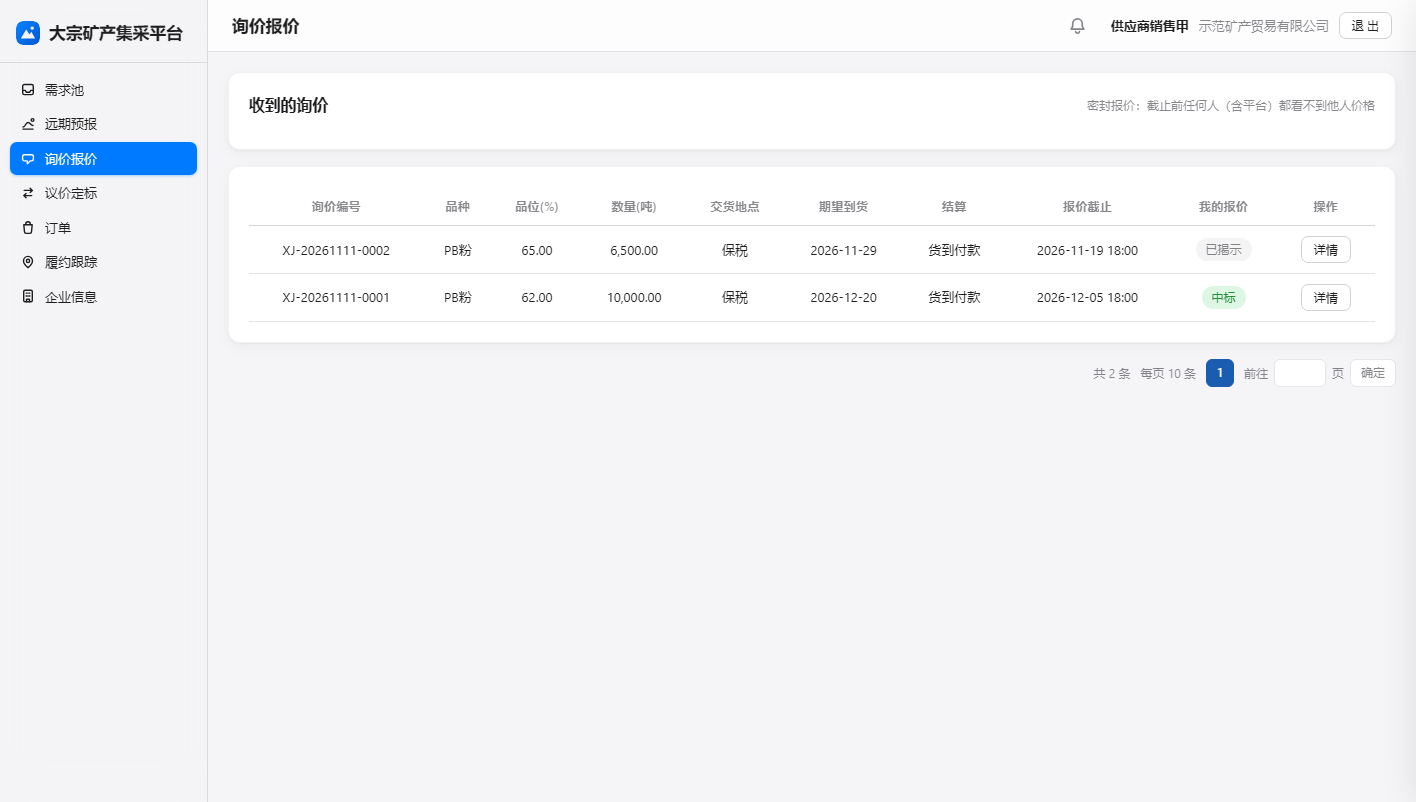 大宗矿产集采平台
询价报价
供应商销售甲 示范矿产贸易有限公司 退出
需求池
远期预报
询价报价
议价定标
订单
履约跟踪
企业信息
收到的询价
密封报价：截止前任何人（含平台）都看不到他人价格
询价编号 品种 品位(%) 数量(吨) 交货地点 期望到货 结算 报价截止 我的报价 操作
XJ-20261111-0002 PB粉 65.00 6,500.00 保税 2026-11-29 货到付款 2026-11-19 18:00 已揭示 详情
XJ-20261111-0001 PB粉 62.00 10,000.00 保税 2026-12-20 货到付款 2026-12-05 18:00 中标 详情
共 2 条 每页 10 条 1 前往 页 确定